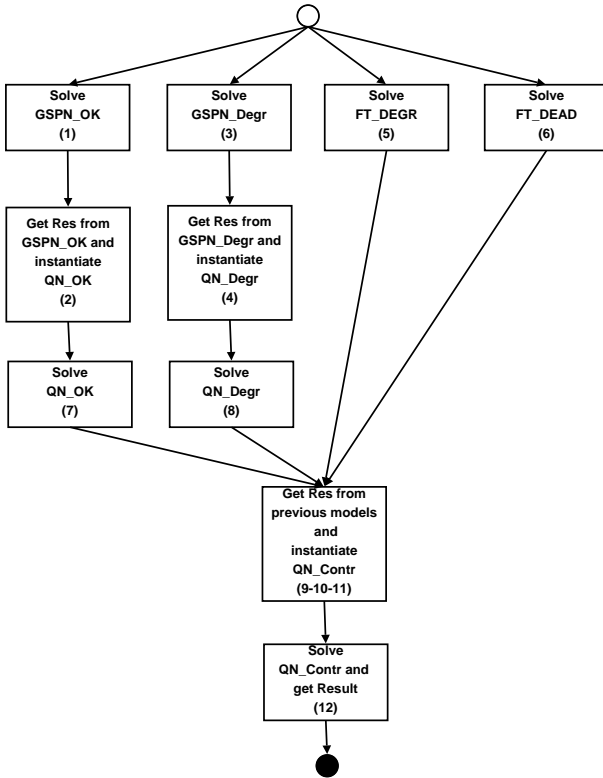 Solve
GSPN_OK
(1)
Solve
GSPN_Degr
(3)
Solve
FT_DEGR
(5)
Solve
FT_DEAD
(6)
Get Res from
GSPN_OK and
instantiate
QN_OK
(2)
Get Res from
GSPN_Degr and
instantiate
QN_Degr
(4)
Solve
QN_OK
(7)
Solve
QN_Degr
(8)
Get Res from
previous models
and
instantiate
QN_Contr
(9-10-11)
Solve
QN_Contr and
get Result
(12)